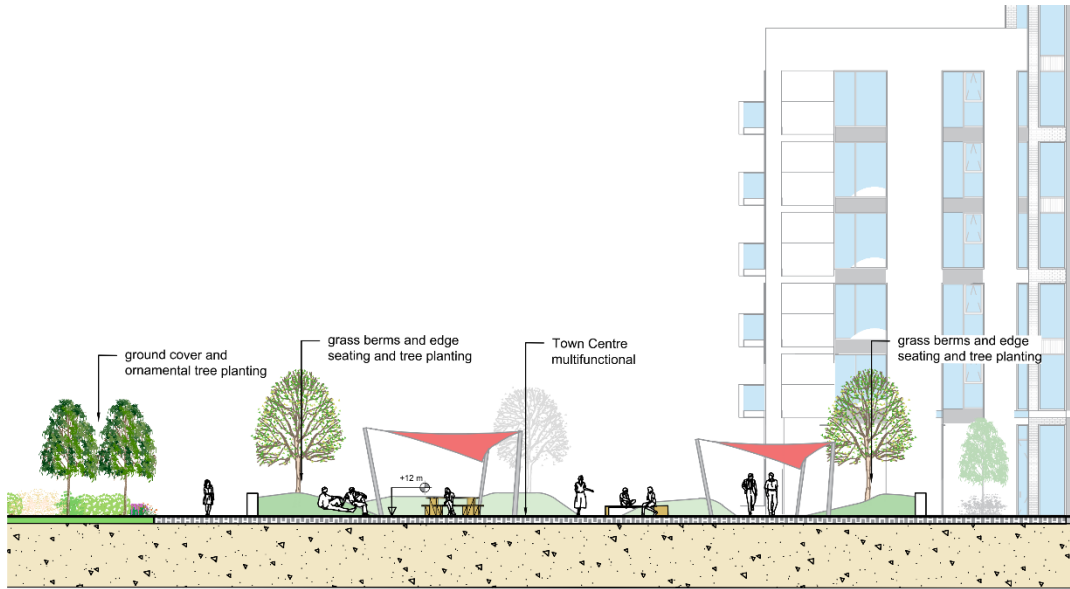 ground cover and
ornamental tree planting
grass berms and edge
seating and tree planting
Town Centre
multifunctional
grass berms and edge
seating and tree planting
+12 m